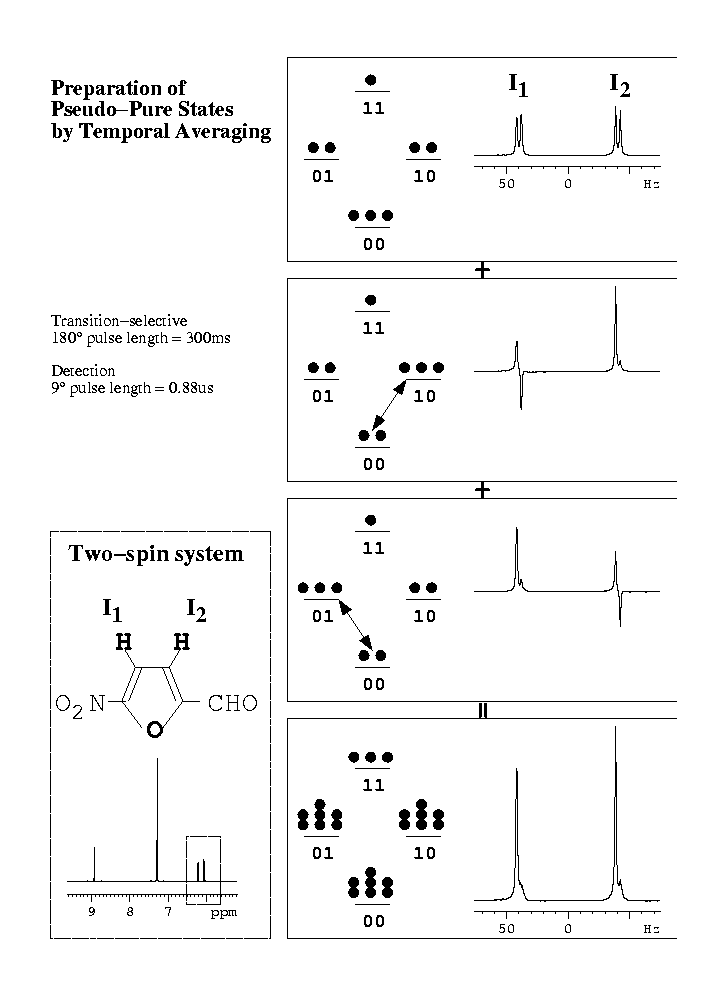 Preparation of
Pseudo–Pure States
by Temporal Averaging
I1 I2
11
01 10
50 0 Hz
00
+
Transition–selective
180° pulse length = 300ms
Detection
9° pulse length = 0.88us
11
01 10
00
+
11
01 10
00
=
Two–spin system
I1 I2
H H
O2 N CHO
O
9 8 7 ppm
11
01 10
00
50 0 Hz